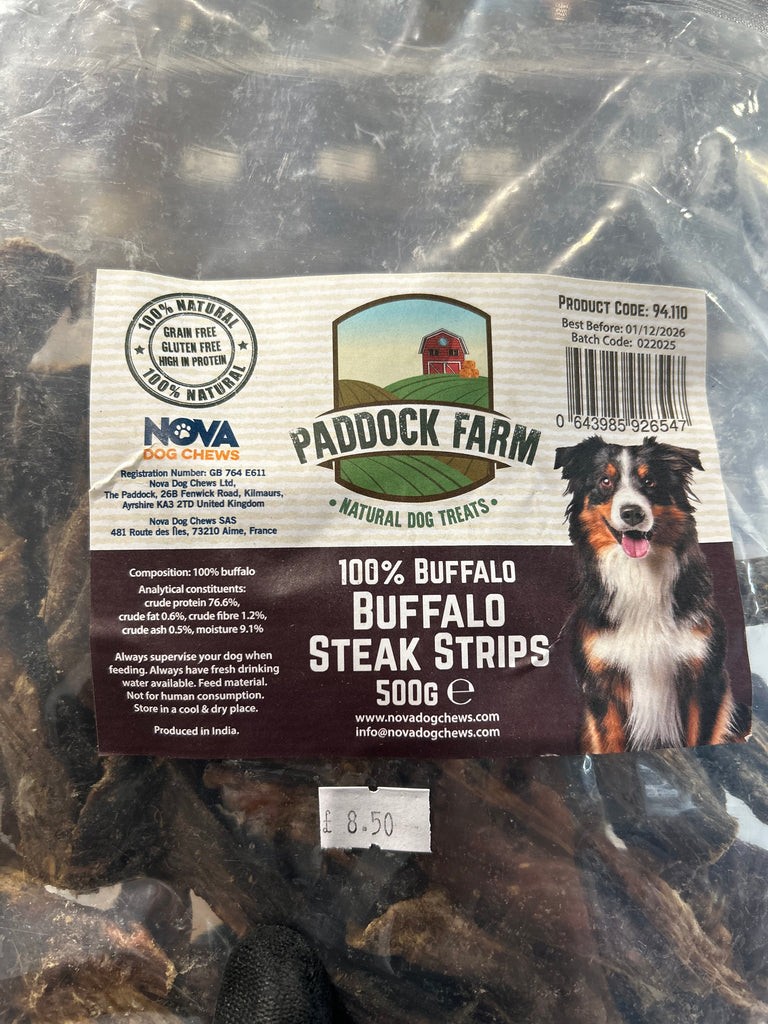 100% NATURAL
GRAIN FREE
GLUTEN FREE
HIGH IN PROTEIN
100% NATURAL
NOVA
DOG CHEWS
Registration Number: GB 764 E611
Nova Dog Chews Ltd,
The Paddock, 26B Fenwick Road, Kilmaurs,
Ayrshire KA3 2TD United Kingdom
Nova Dog Chews SAS
481 Route des Îles, 73210 Aime, France
PADDOCK FARM
• NATURAL DOG TREATS •
PRODUCT CODE: 94.110
Best Before: 01/12/2026
Batch Code: 022025
0 643985 926547
Composition: 100% buffalo
Analytical constituents:
crude protein 76.6%,
crude fat 0.6%, crude fibre 1.2%,
crude ash 0.5%, moisture 9.1%
Always supervise your dog when
feeding. Always have fresh drinking
water available. Feed material.
Not for human consumption.
Store in a cool & dry place.
Produced in India.
100% BUFFALO
BUFFALO
STEAK STRIPS
500G ℮
www.novadogchews.com
info@novadogchews.com
£ 8.50